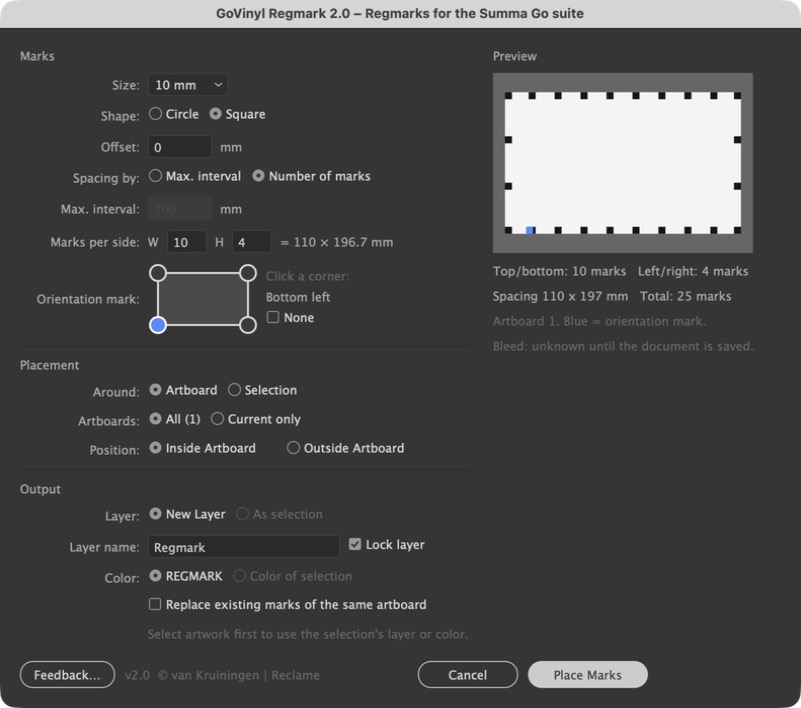 GoVinyl Regmark 2.0 – Regmarks for the Summa Go suite
Marks
Size: 10 mm
Shape: Circle Square
Offset: 0 mm
Spacing by: Max. interval Number of marks
Max. interval: 300 mm
Marks per side: W 10 H 4 = 110 × 196.7 mm
Orientation mark:
Click a corner:
Bottom left
None
Placement
Around: Artboard Selection
Artboards: All (1) Current only
Position: Inside Artboard Outside Artboard
Output
Layer: New Layer As selection
Layer name: Regmark Lock layer
Color: REGMARK Color of selection
Replace existing marks of the same artboard
Select artwork first to use the selection's layer or color.
Preview
Top/bottom: 10 marks Left/right: 4 marks
Spacing 110 x 197 mm Total: 25 marks
Artboard 1. Blue = orientation mark.
Bleed: unknown until the document is saved.
Feedback... v2.0 © van Kruiningen | Reclame Cancel Place Marks